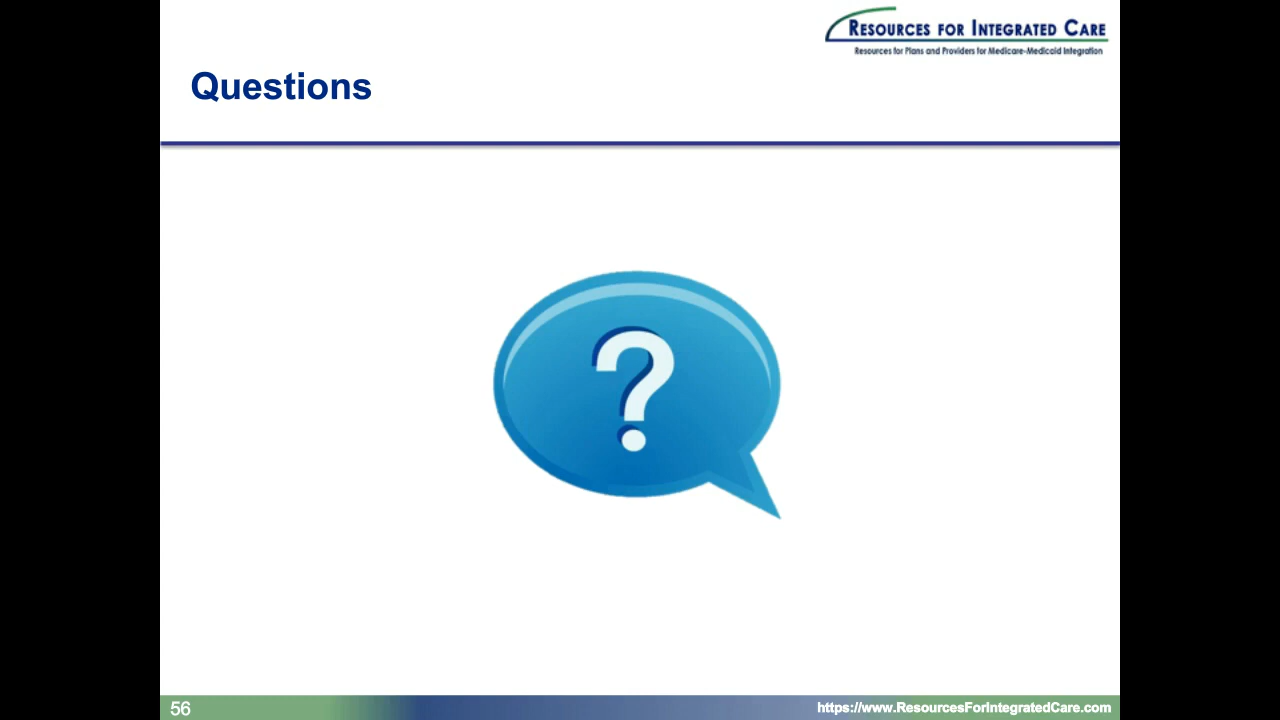 RESOURCES FOR INTEGRATED CARE
Resources for Plans and Providers for Medicare-Medicaid Integration
Questions
?
56
https://www.ResourcesForIntegratedCare.com